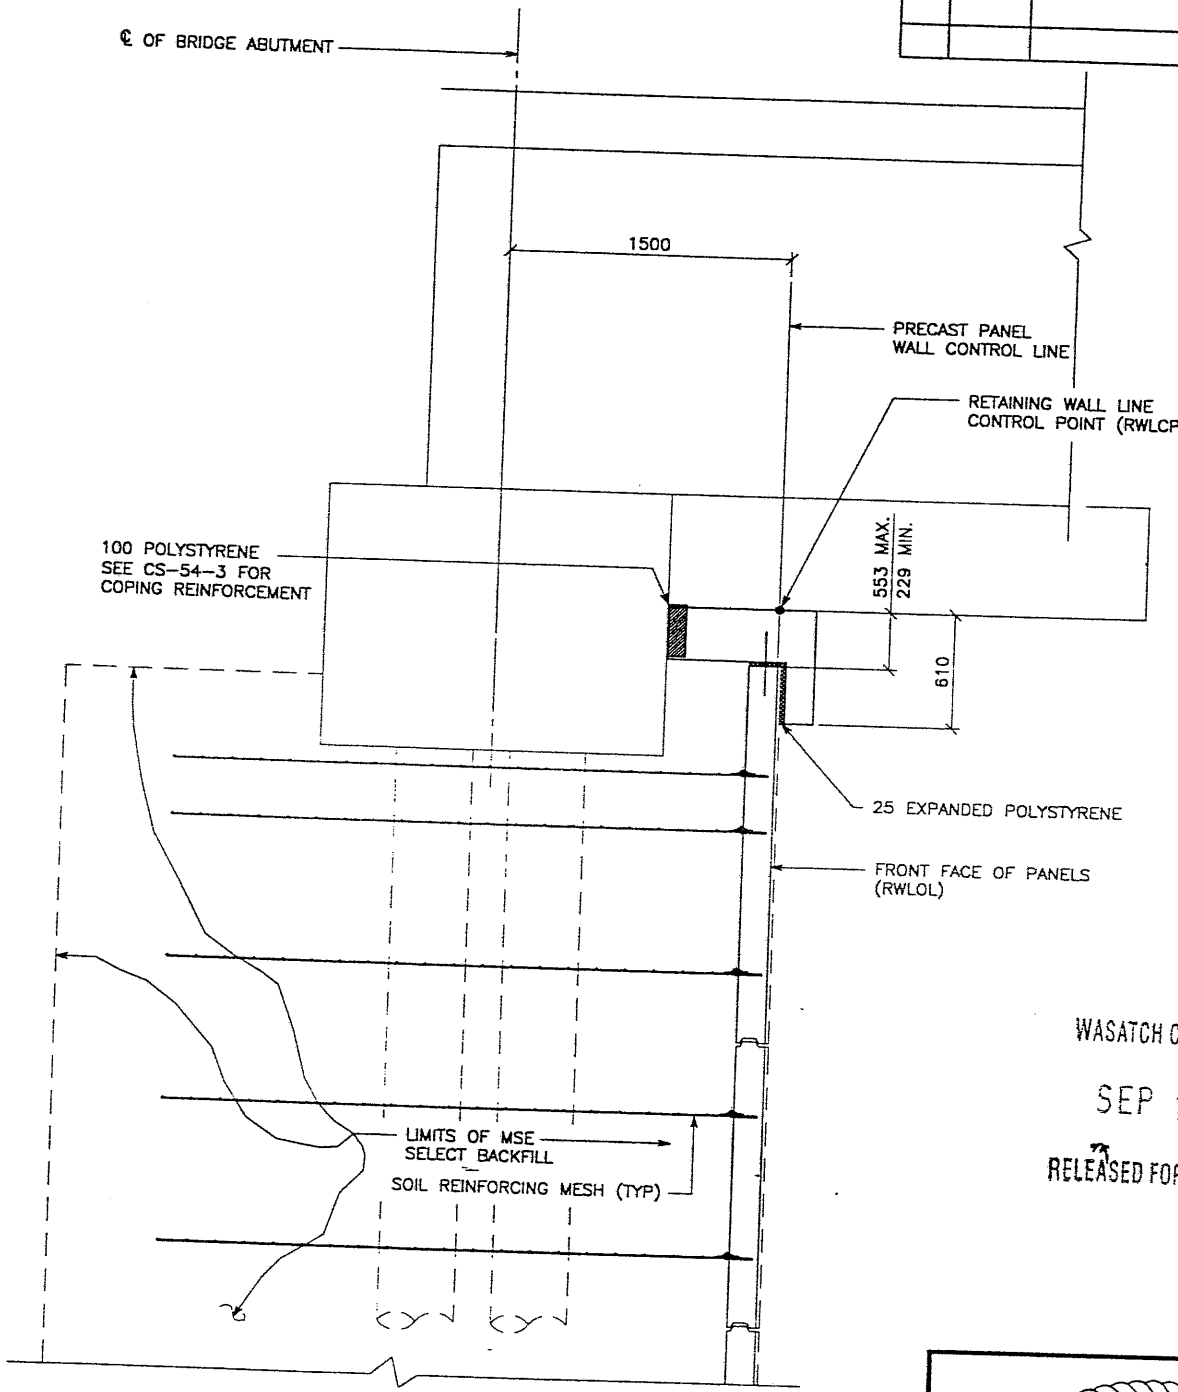 ℄ OF BRIDGE ABUTMENT
1500
PRECAST PANEL
WALL CONTROL LINE
RETAINING WALL LINE
CONTROL POINT (RWLCP
553 MAX.
229 MIN.
100 POLYSTYRENE
SEE CS-54-3 FOR
COPING REINFORCEMENT
610
25 EXPANDED POLYSTYRENE
FRONT FACE OF PANELS
(RWLOL)
WASATCH C
SEP
RELEASED FOR
LIMITS OF MSE
SELECT BACKFILL
SOIL REINFORCING MESH (TYP)